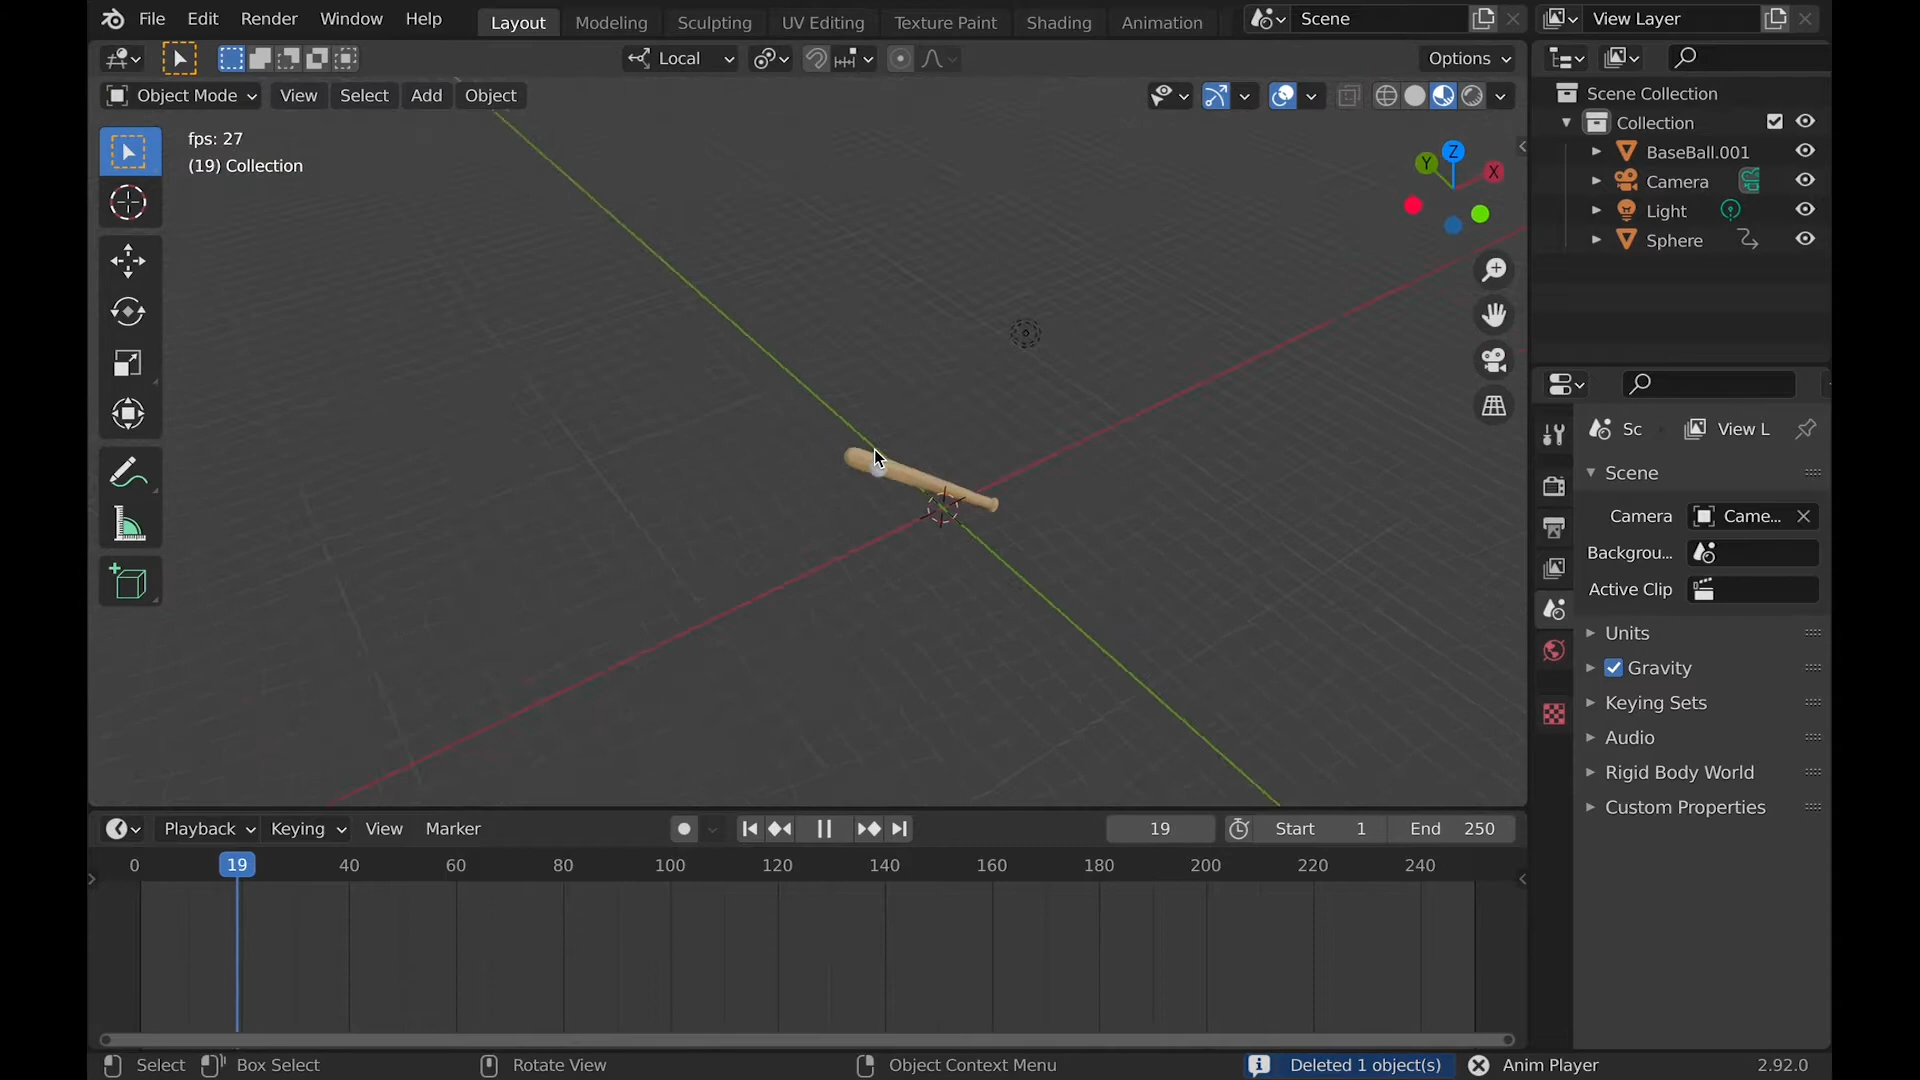 File Edit Render Window Help Layout Modeling Sculpting UV Editing Texture Paint Shading Animation Scene View Layer
Local Options
Object Mode View Select Add Object
fps: 27
(19) Collection
Z
Y
X
Scene Collection
Collection
BaseBall.001
Camera
Light
Sphere
Sc View L
Scene
Camera Came...
Backgrou...
Active Clip
Units
Gravity
Keying Sets
Audio
Rigid Body World
Custom Properties
Playback Keying View Marker 19 Start 1 End 250
0 19 40 60 80 100 120 140 160 180 200 220 240
Select Box Select Rotate View Object Context Menu Deleted 1 object(s) Anim Player 2.92.0